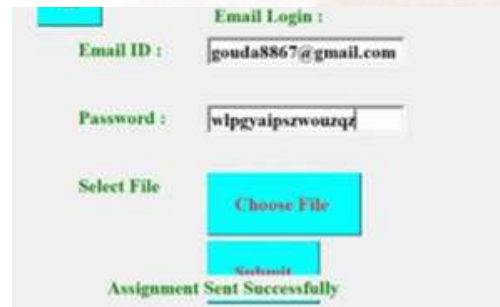 Email Login :
Email ID : gouda8867@gmail.com
Password : wlpgyaipszwouzqz
Select File
Choose File
Submit
Assignment Sent Successfully